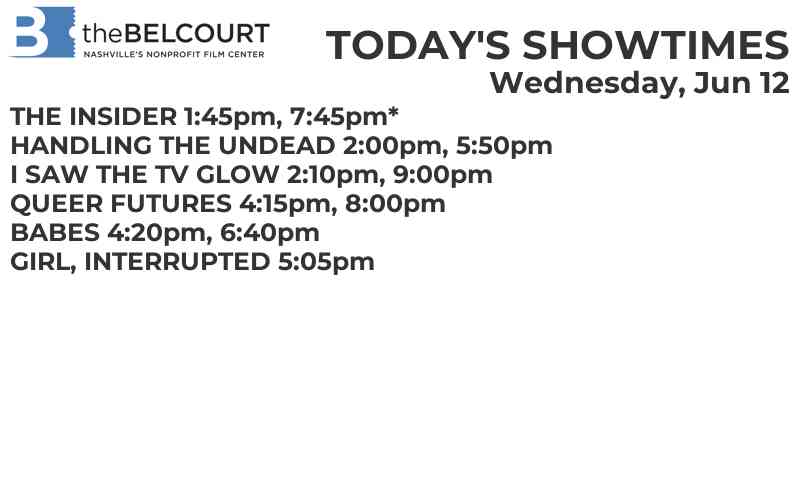 B theBELCOURT
NASHVILLE'S NONPROFIT FILM CENTER
TODAY'S SHOWTIMES
Wednesday, Jun 12
THE INSIDER 1:45pm, 7:45pm*
HANDLING THE UNDEAD 2:00pm, 5:50pm
I SAW THE TV GLOW 2:10pm, 9:00pm
QUEER FUTURES 4:15pm, 8:00pm
BABES 4:20pm, 6:40pm
GIRL, INTERRUPTED 5:05pm